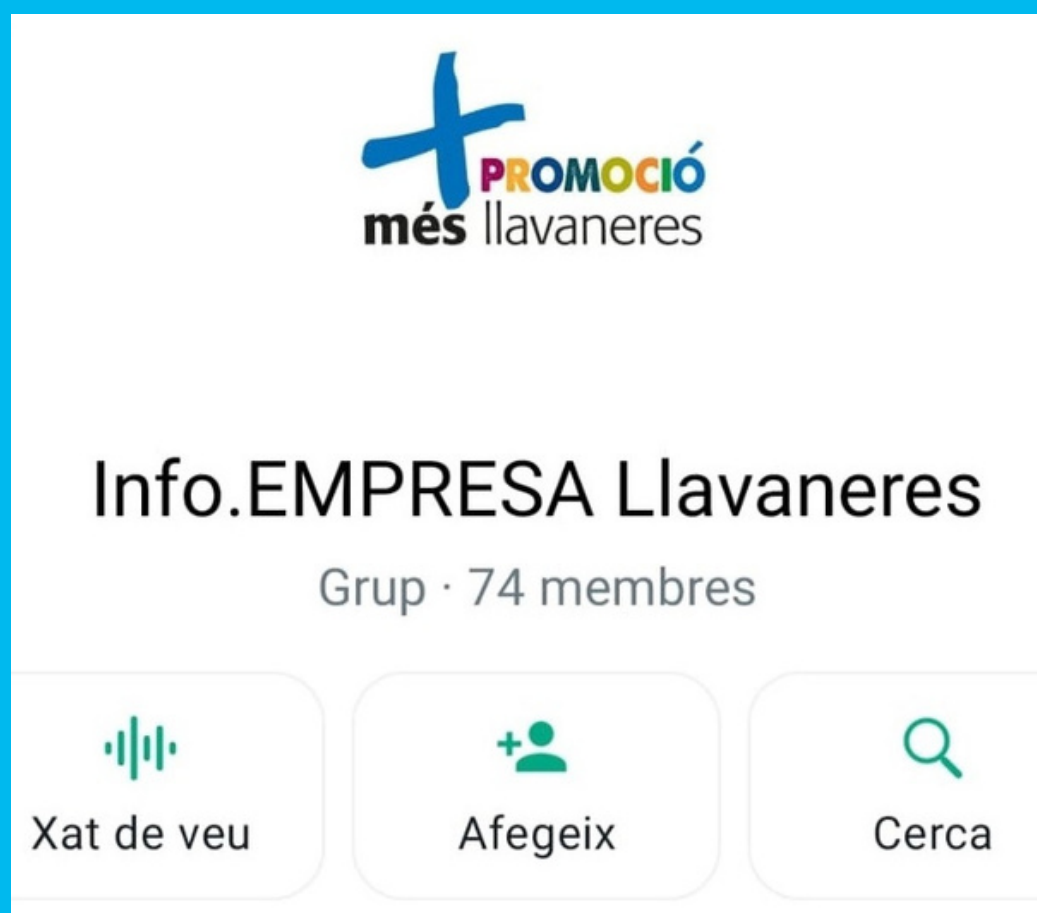 PROMOCIÓ
més llavaneres
Info.EMPRESA Llavaneres
Grup · 74 membres
Xat de veu Afegeix Cerca